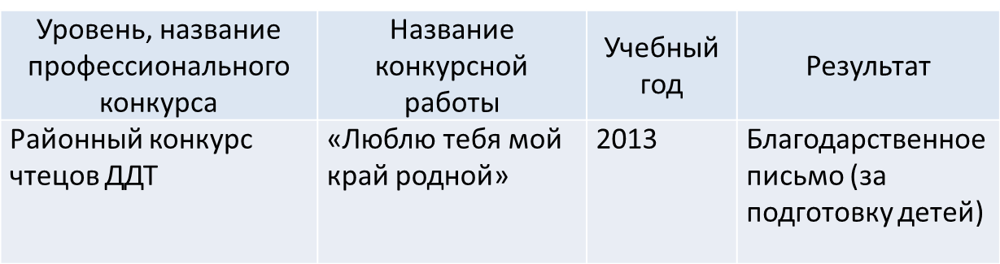 Уровень, название
профессионального
конкурса
Название
конкурсной
работы
Учебный
год
Результат
Районный конкурс
чтецов ДДТ
«Люблю тебя мой
край родной»
2013
Благодарственное
письмо (за
подготовку детей)